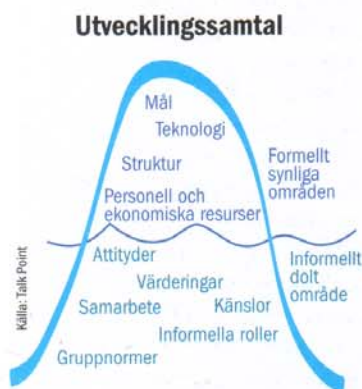 Utvecklingssamtal
Mål
Teknologi
Struktur
Formellt
synliga
områden
Personell och
ekonomiska resurser
Attityder
Informellt
dolt
område
Värderingar
Samarbete
Känslor
Informella roller
Gruppnormer
Källa: Talk Point